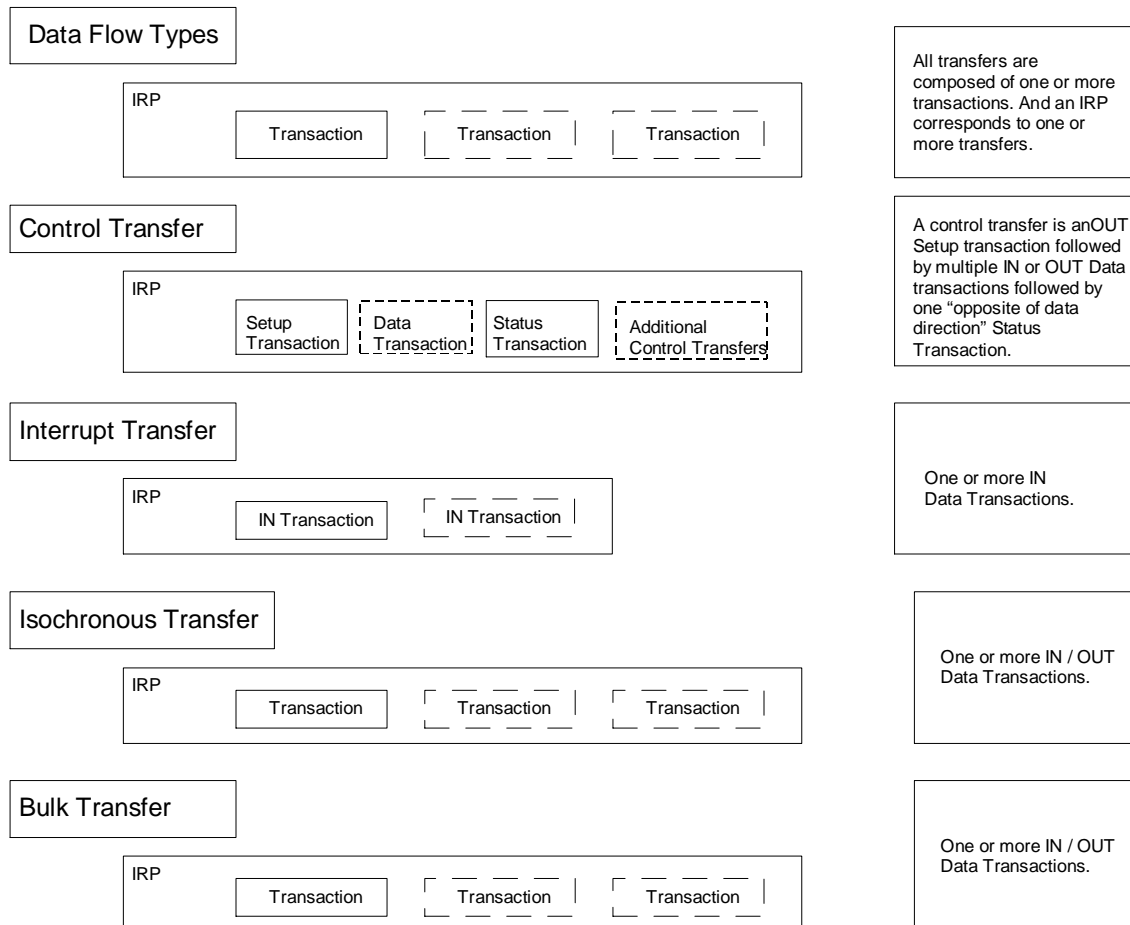 Data Flow Types
All transfers are
composed of one or more
transactions. And an IRP
corresponds to one or
more transfers.
IRP
Transaction
Transaction
Transaction
Control Transfer
A control transfer is anOUT
Setup transaction followed
by multiple IN or OUT Data
transactions followed by
one “opposite of data
direction” Status
Transaction.
IRP
Setup
Transaction
Data
Transaction
Status
Transaction
Additional
Control Transfers
Interrupt Transfer
One or more IN
Data Transactions.
IRP
IN Transaction
IN Transaction
Isochronous Transfer
One or more IN / OUT
Data Transactions.
IRP
Transaction
Transaction
Transaction
Bulk Transfer
One or more IN / OUT
Data Transactions.
IRP
Transaction
Transaction
Transaction